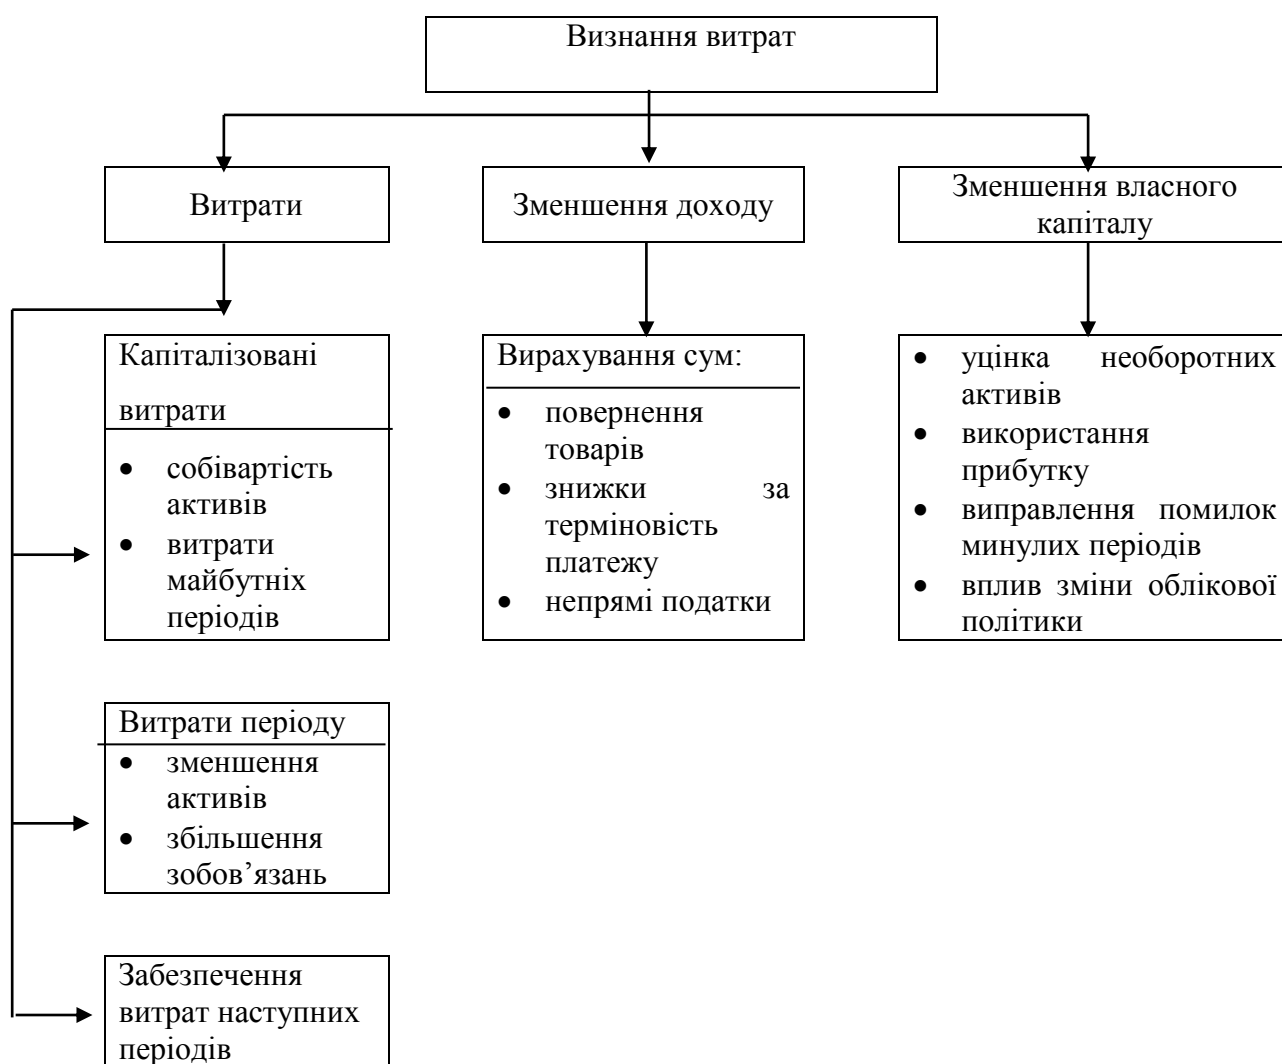 Визнання витрат
Витрати
Зменшення доходу
Зменшення власного
капіталу
Капіталізовані
витрати
• собівартість
активів
• витрати
майбутніх
періодів
Вирахування сум:
• повернення
товарів
• знижки за
терміновість
платежу
• непрямі податки
• уцінка необоротних
активів
• використання
прибутку
• виправлення помилок
минулих періодів
• вплив зміни облікової
політики
Витрати періоду
• зменшення
активів
• збільшення
зобов’язань
Забезпечення
витрат наступних
періодів